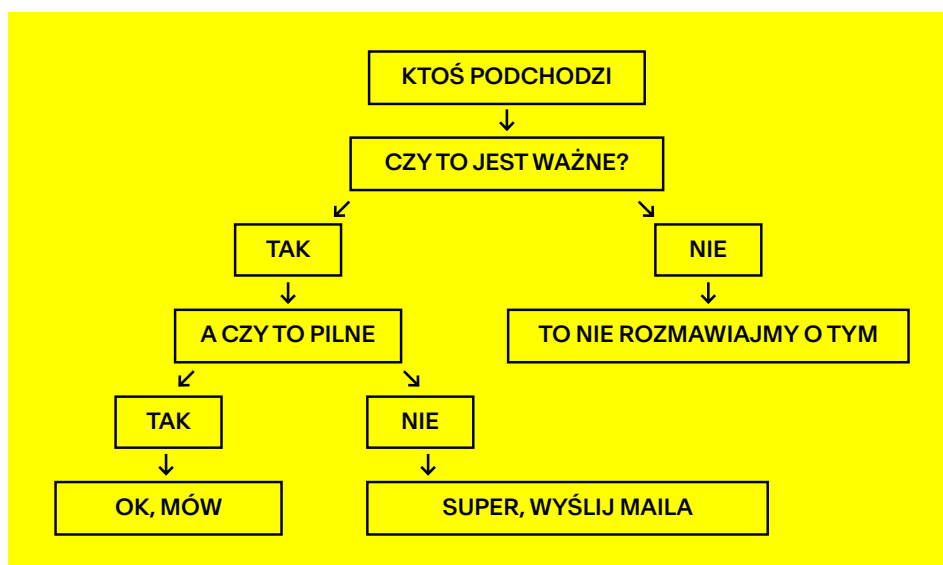 KTOŚ PODCHODZI
CZY TO JEST WAŻNE?
TAK
NIE
A CZY TO PILNE
TO NIE ROZMAWIAJMY O TYM
TAK
NIE
OK, MÓW
SUPER, WYŚLIJ MAILA